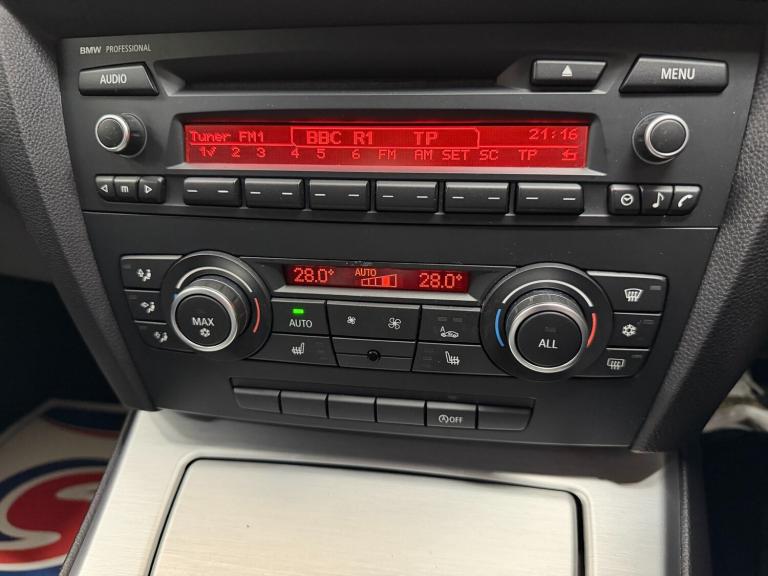 BMW PROFESSIONAL
AUDIO
MENU
Tuner FM1 BBC R1 TP 21:16
1 2 3 4 5 6 FM AM SET SC TP
m
28.0° AUTO 28.0°
MAX
AUTO
A
ALL
OFF